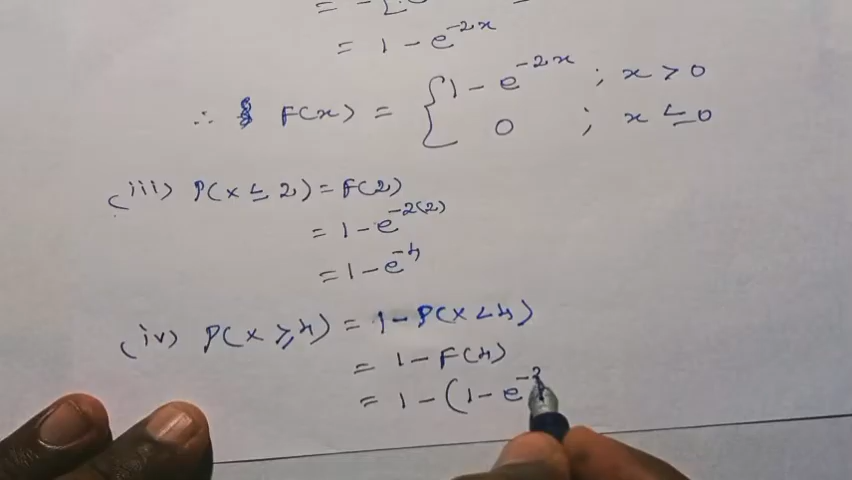 = 1 - e^-2x
∴ F(x) = { 1 - e^-2x ; x > 0
0 ; x ≤ 0
(iii) P(x ≤ 2) = F(2)
= 1 - e^-2(2)
= 1 - e^-4
(iv) P(x ≥ 4) = 1 - P(x < 4)
= 1 - F(4)
= 1 - (1 - e^-2